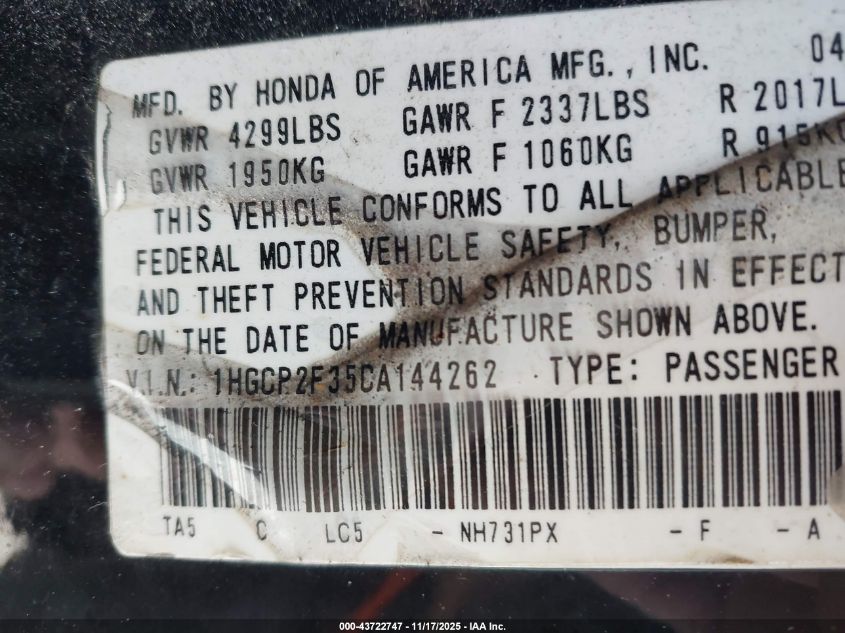 MFD. BY HONDA OF AMERICA MFG., INC. 04
GVWR 4299LBS GAWR F 2337LBS R 2017L
GVWR 1950KG GAWR F 1060KG R 915KG
THIS VEHICLE CONFORMS TO ALL APPLICABLE
FEDERAL MOTOR VEHICLE SAFETY, BUMPER,
AND THEFT PREVENTION STANDARDS IN EFFECT
ON THE DATE OF MANUFACTURE SHOWN ABOVE.
V.I.N.: 1HGCP2F35CA144262 TYPE: PASSENGER
TA5 C LC5 - NH731PX - F - A
000-43722747 — 11/17/2025 — IAA Inc.